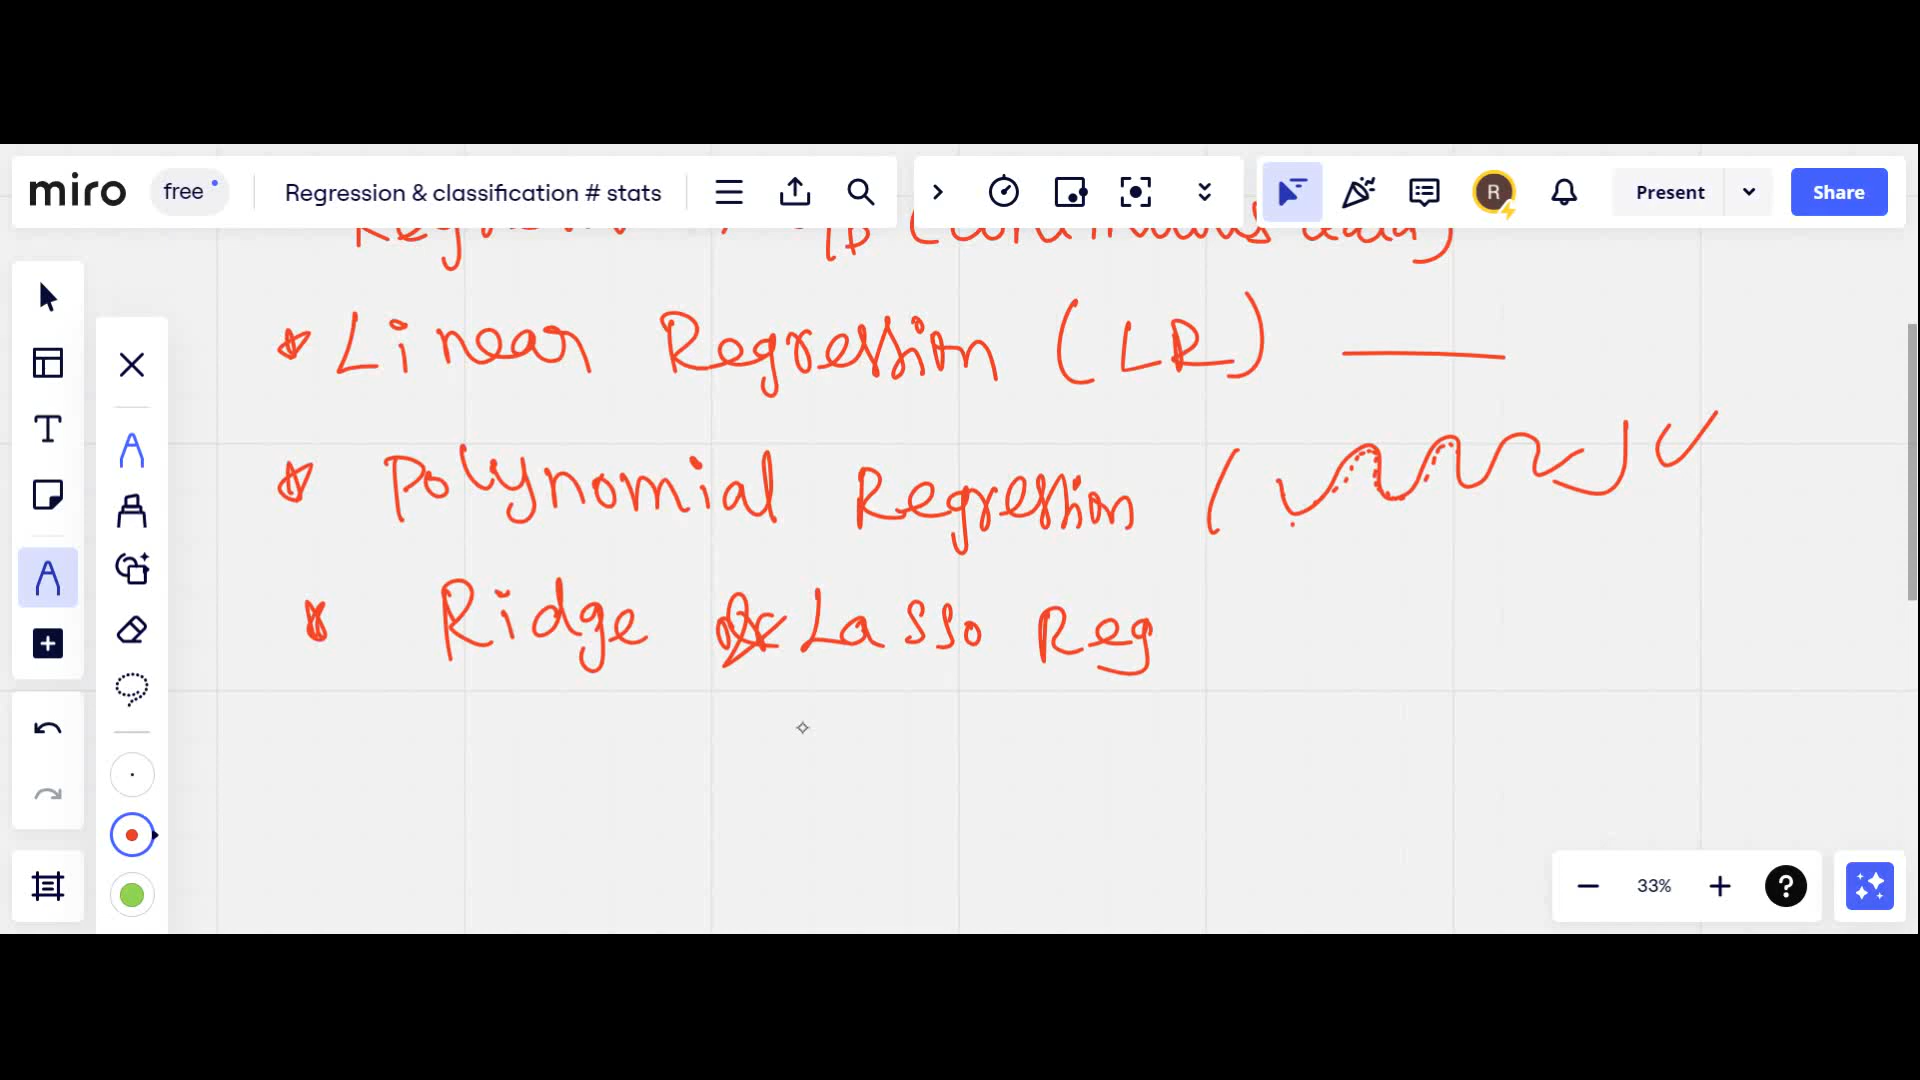 miro free Regression & classification # stats Present Share
R
* Linear Regression (LR)
* Polynomial Regression (
* Ridge & Lasso Reg
33%